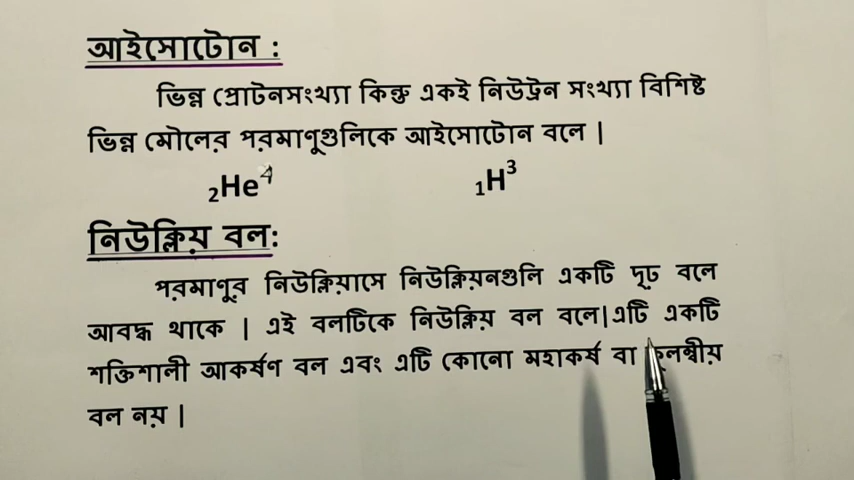 আইসোটোন :
ভিন্ন প্রোটনসংখ্যা কিন্তু একই নিউট্রন সংখ্যা বিশিষ্ট
ভিন্ন মৌলের পরমাণুগুলিকে আইসোটোন বলে |
₂He⁴ ₁H³
নিউক্লিয় বল:
পরমাণুর নিউক্লিয়াসে নিউক্লিয়নগুলি একটি দৃঢ় বলে
আবদ্ধ থাকে | এই বলটিকে নিউক্লিয় বল বলে|এটি একটি
শক্তিশালী আকর্ষণ বল এবং এটি কোনো মহাকর্ষ বা কুলম্বীয়
বল নয় |